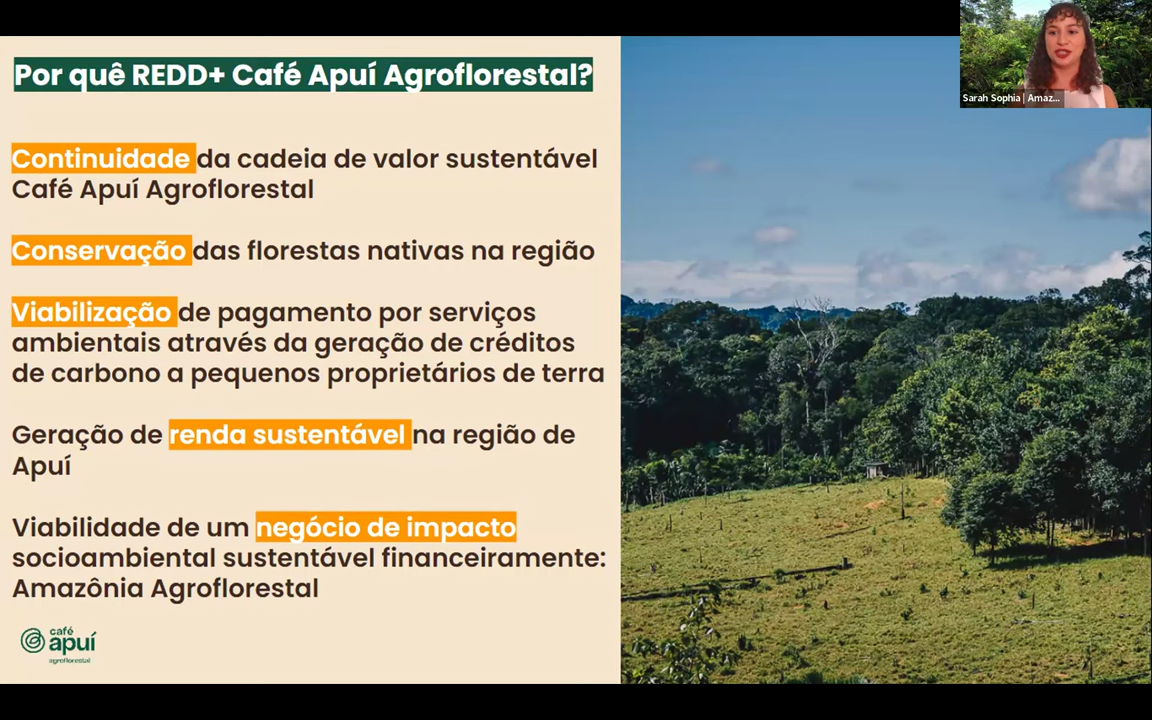 Por quê REDD+ Café Apuí Agroflorestal?
Sarah Sophia | Amaz...
Continuidade da cadeia de valor sustentável
Café Apuí Agroflorestal
Conservação das florestas nativas na região
Viabilização de pagamento por serviços
ambientais através da geração de créditos
de carbono a pequenos proprietários de terra
Geração de renda sustentável na região de
Apuí
Viabilidade de um negócio de impacto
socioambiental sustentável financeiramente:
Amazônia Agroflorestal
café
apuí
agroflorestal